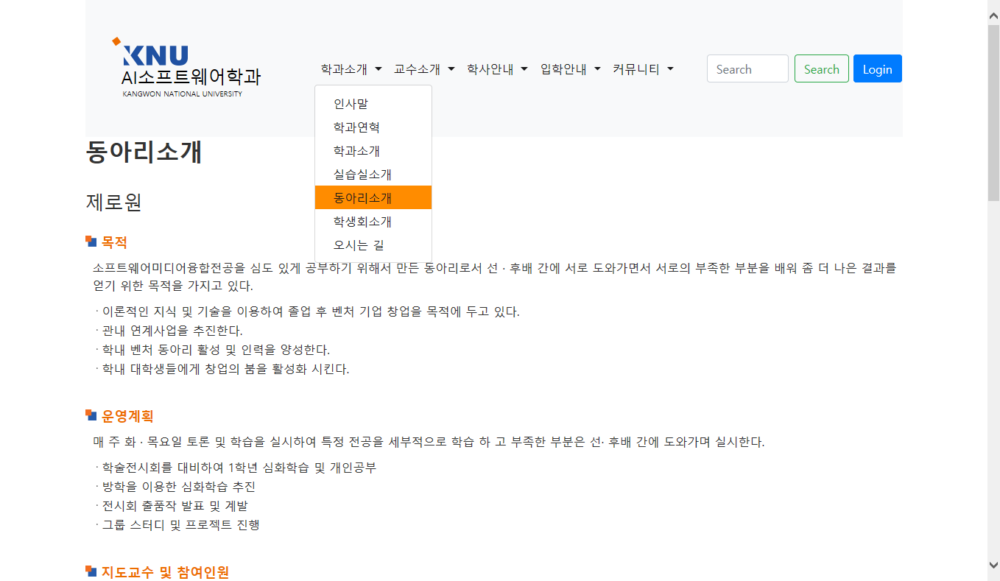 KNU
AI소프트웨어학과
KANGWON NATIONAL UNIVERSITY
학과소개 교수소개 학사안내 입학안내 커뮤니티 Search Search Login
인사말
학과연혁
학과소개
실습실소개
동아리소개
학생회소개
오시는 길
동아리소개
제로원
목적
소프트웨어미디어융합전공을 심도 있게 공부하기 위해서 만든 동아리로서 선 · 후배 간에 서로 도와가면서 서로의 부족한 부분을 배워 좀 더 나은 결과를
얻기 위한 목적을 가지고 있다.
· 이론적인 지식 및 기술을 이용하여 졸업 후 벤처 기업 창업을 목적에 두고 있다.
· 관내 연계사업을 추진한다.
· 학내 벤처 동아리 활성 및 인력을 양성한다.
· 학내 대학생들에게 창업의 붐을 활성화 시킨다.
운영계획
매 주 화 · 목요일 토론 및 학습을 실시하여 특정 전공을 세부적으로 학습 하 고 부족한 부분은 선· 후배 간에 도와가며 실시한다.
· 학술전시회를 대비하여 1학년 심화학습 및 개인공부
· 방학을 이용한 심화학습 추진
· 전시회 출품작 발표 및 계발
· 그룹 스터디 및 프로젝트 진행
지도교수 및 참여인원